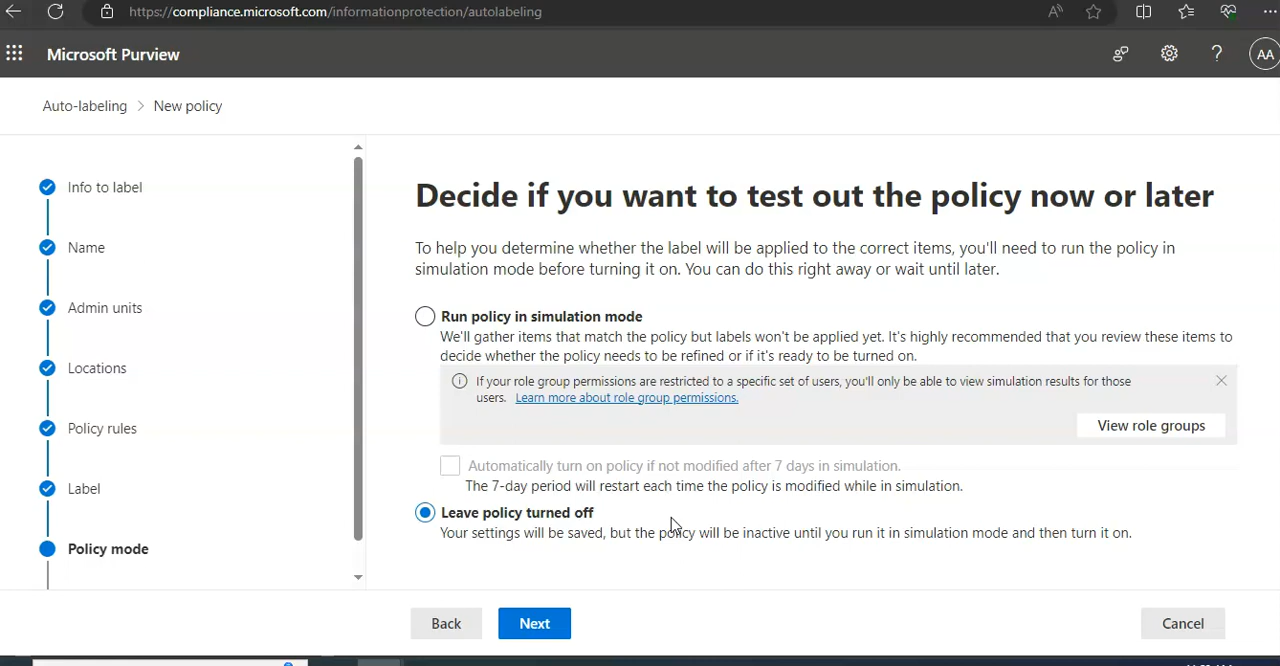 https://compliance.microsoft.com/informationprotection/autolabeling
Microsoft Purview
AA
Auto-labeling > New policy
Info to label
Name
Admin units
Locations
Policy rules
Label
Policy mode
Decide if you want to test out the policy now or later
To help you determine whether the label will be applied to the correct items, you'll need to run the policy in
simulation mode before turning it on. You can do this right away or wait until later.
Run policy in simulation mode
We'll gather items that match the policy but labels won't be applied yet. It's highly recommended that you review these items to
decide whether the policy needs to be refined or if it's ready to be turned on.
If your role group permissions are restricted to a specific set of users, you'll only be able to view simulation results for those
users. Learn more about role group permissions.
View role groups
Automatically turn on policy if not modified after 7 days in simulation.
The 7-day period will restart each time the policy is modified while in simulation.
Leave policy turned off
Your settings will be saved, but the policy will be inactive until you run it in simulation mode and then turn it on.
Back
Next
Cancel